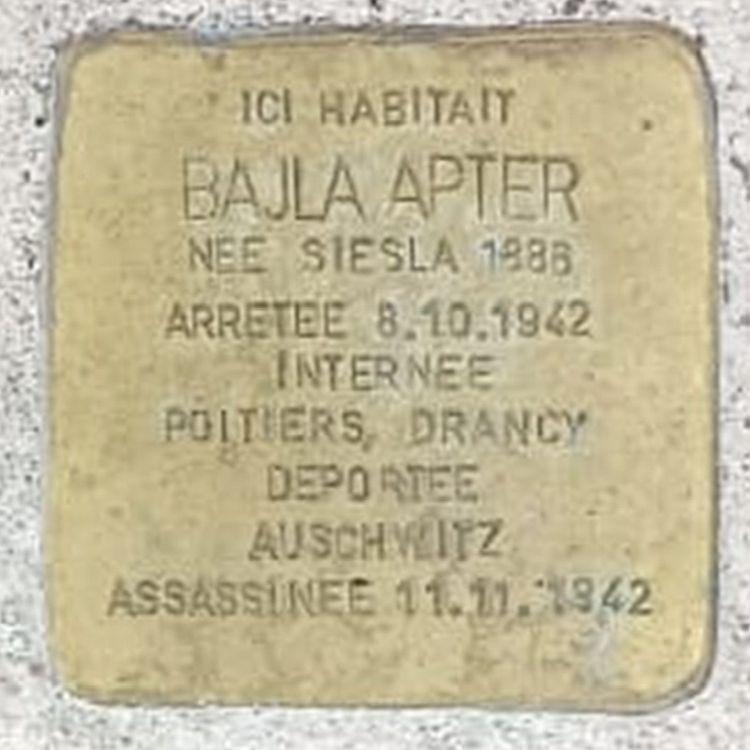 ICI HABITAIT
BAJLA APTER
NEE SIESLA 1886
ARRETEE 8.10.1942
INTERNEE
POITIERS, DRANCY
DEPORTEE
AUSCHWITZ
ASSASSINEE 11.11.1942